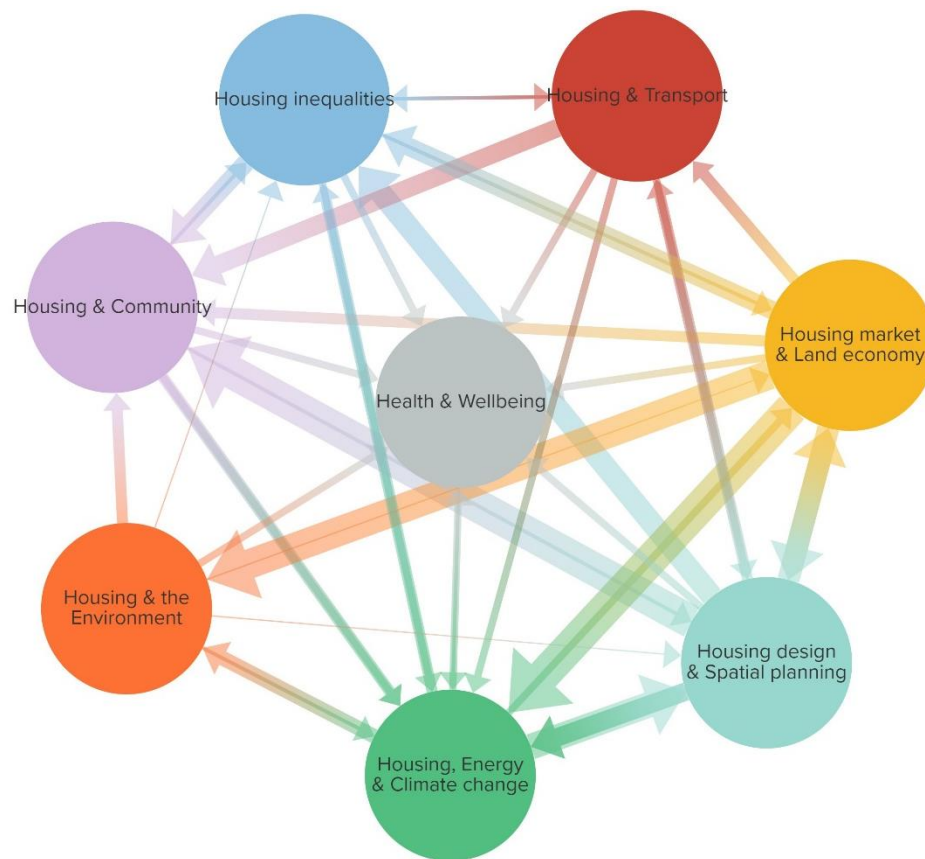 Housing inequalities
Housing & Transport
Housing & Community
Housing market
& Land economy
Health & Wellbeing
Housing & the
Environment
Housing design
& Spatial planning
Housing, Energy
& Climate change